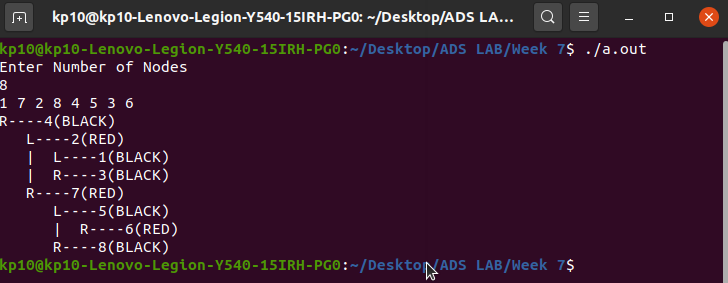 kp10@kp10-Lenovo-Legion-Y540-15IRH-PG0: ~/Desktop/ADS LA...
kp10@kp10-Lenovo-Legion-Y540-15IRH-PG0:~/Desktop/ADS LAB/Week 7$ ./a.out
Enter Number of Nodes
8
1 7 2 8 4 5 3 6
R----4(BLACK)
   L----2(RED)
   |  L----1(BLACK)
   |  R----3(BLACK)
   R----7(RED)
      L----5(BLACK)
      |  R----6(RED)
      R----8(BLACK)
kp10@kp10-Lenovo-Legion-Y540-15IRH-PG0:~/Desktop/ADS LAB/Week 7$